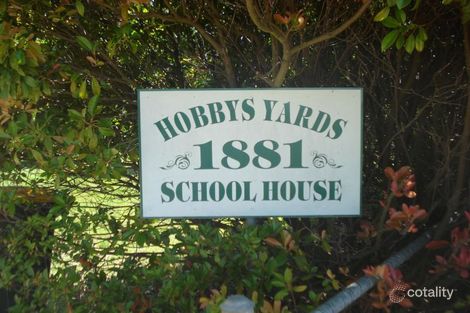 HOBBYS YARDS
1881
SCHOOL HOUSE
cotality